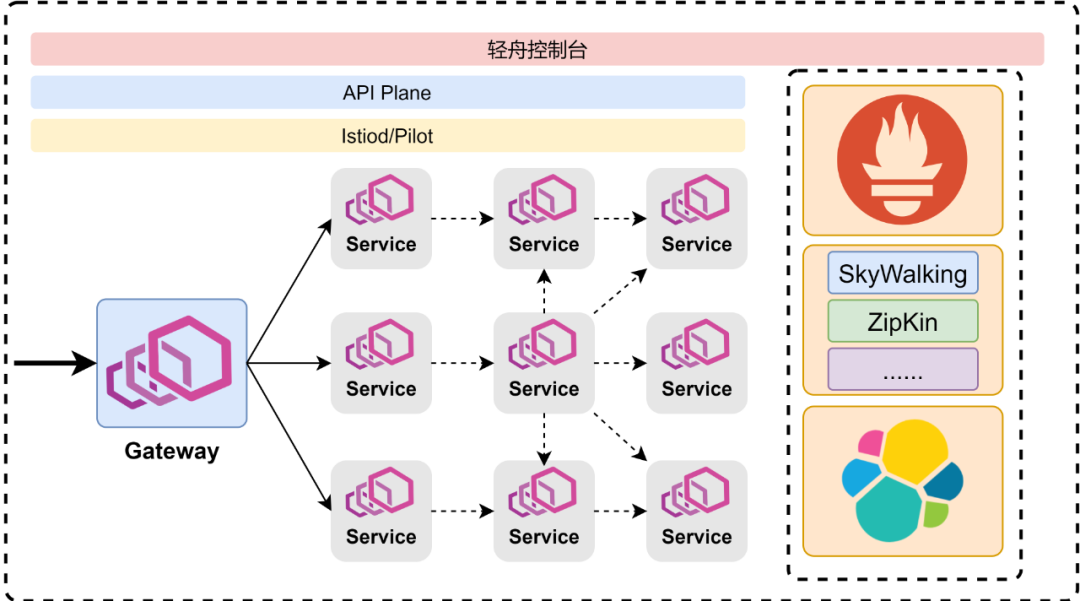 轻舟控制台
API Plane
Istiod/Pilot
Service
Service
Service
SkyWalking
ZipKin
......
Service
Service
Service
Gateway
Service
Service
Service